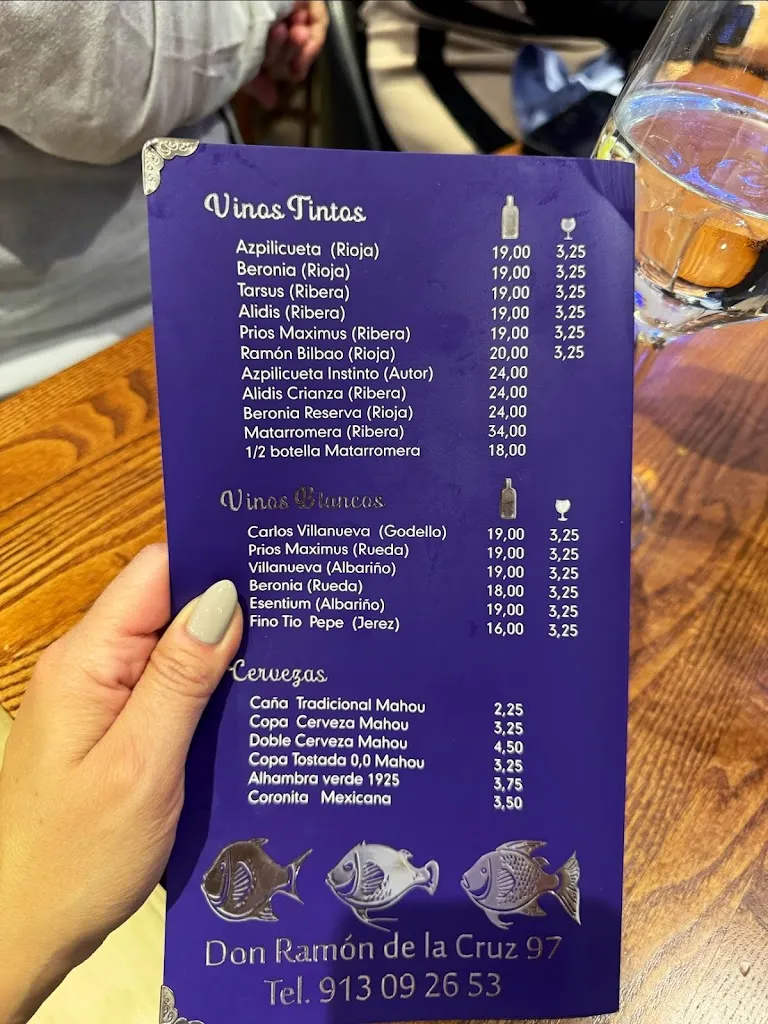 Vinos Tintos
Azpilicueta (Rioja) 19,00 3,25
Beronia (Rioja) 19,00 3,25
Tarsus (Ribera) 19,00 3,25
Alidis (Ribera) 19,00 3,25
Prios Maximus (Ribera) 19,00 3,25
Ramón Bilbao (Rioja) 20,00 3,25
Azpilicueta Instinto (Autor) 24,00
Alidis Crianza (Ribera) 24,00
Beronia Reserva (Rioja) 24,00
Matarromera (Ribera) 34,00
1/2 botella Matarromera 18,00
Vinos Blancos
Carlos Villanueva (Godello) 19,00 3,25
Prios Maximus (Rueda) 19,00 3,25
Villanueva (Albariño) 19,00 3,25
Beronia (Rueda) 18,00 3,25
Esentium (Albariño) 19,00 3,25
Fino Tio Pepe (Jerez) 16,00 3,25
Cervezas
Caña Tradicional Mahou 2,25
Copa Cerveza Mahou 3,25
Doble Cerveza Mahou 4,50
Copa Tostada 0,0 Mahou 3,25
Alhambra verde 1925 3,75
Coronita Mexicana 3,50
Don Ramón de la Cruz 97
Tel. 913 09 26 53